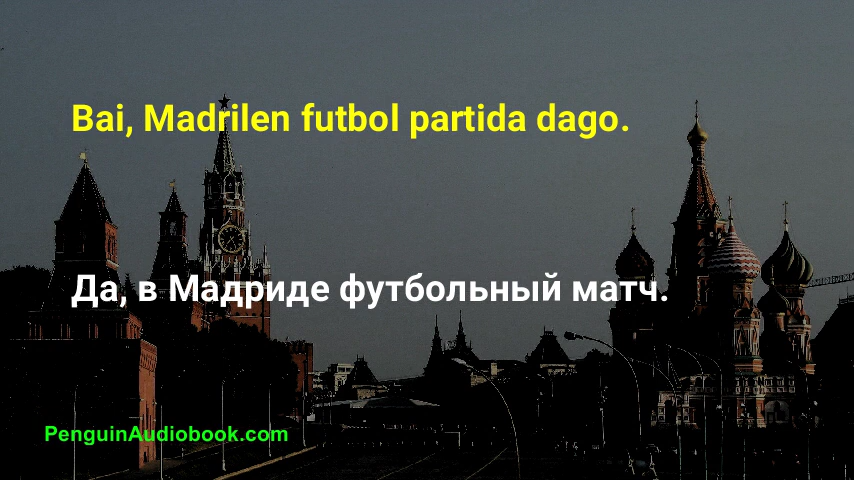 Bai, Madrilen futbol partida dago.
Да, в Мадриде футбольный матч.
PenguinAudiobook.com